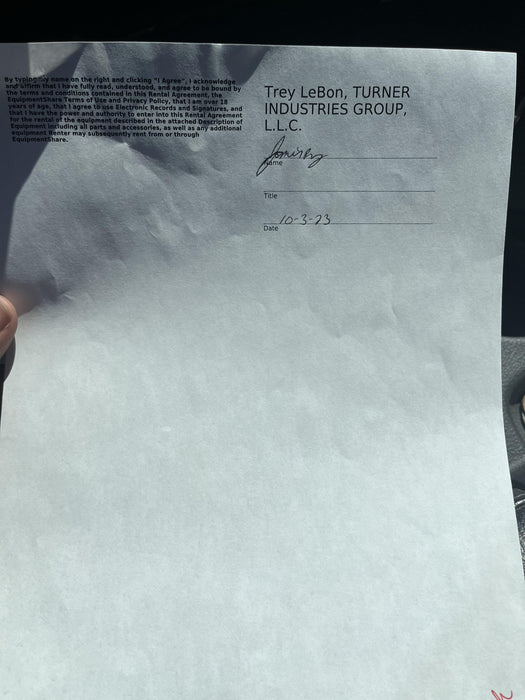 By typing my name on the right and clicking "I Agree", I acknowledge
and affirm that I have fully read, understood, and agree to be bound by
the terms and conditions contained in this Rental Agreement, the
EquipmentShare Terms of Use and Privacy Policy, that I am over 18
years of age, that I agree to use Electronic Records and Signatures, and
that I have the power and authority to enter into this Rental Agreement
for the rental of the equipment described in the attached Description of
Equipment including all parts and accessories, as well as any additional
equipment Renter may subsequently rent from or through
EquipmentShare.
Trey LeBon, TURNER
INDUSTRIES GROUP,
L.L.C.
Name
Title
10-3-23
Date